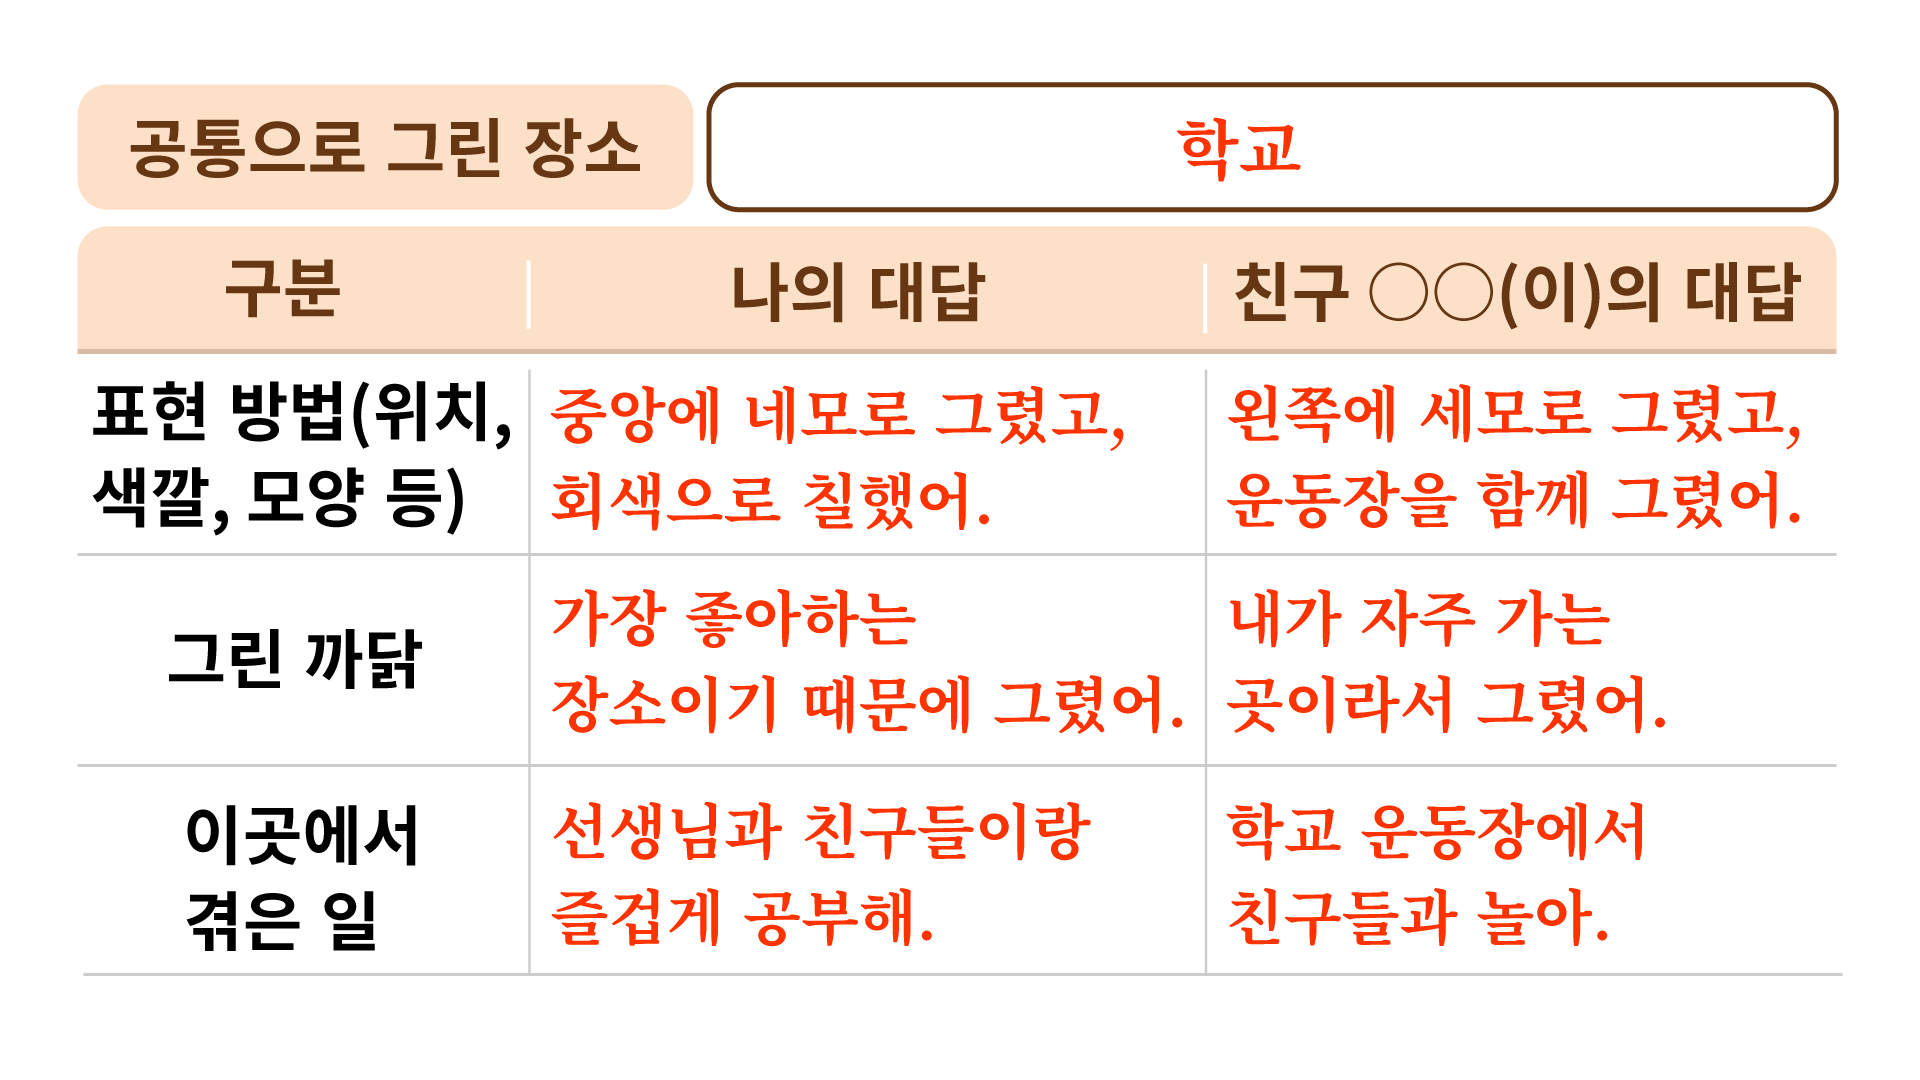 공통으로 그린 장소
학교
구분
나의 대답
친구 ○○(이)의 대답
표현 방법(위치,
색깔, 모양 등)
중앙에 네모로 그렸고,
회색으로 칠했어.
왼쪽에 세모로 그렸고,
운동장을 함께 그렸어.
그린 까닭
가장 좋아하는
장소이기 때문에 그렸어.
내가 자주 가는
곳이라서 그렸어.
이곳에서
겪은 일
선생님과 친구들이랑
즐겁게 공부해.
학교 운동장에서
친구들과 놀아.